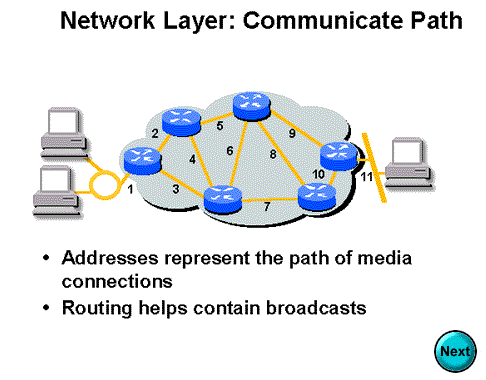 Network Layer: Communicate Path
2
5
9
4
6
8
10
11
1
3
7
• Addresses represent the path of media
connections
• Routing helps contain broadcasts
Next